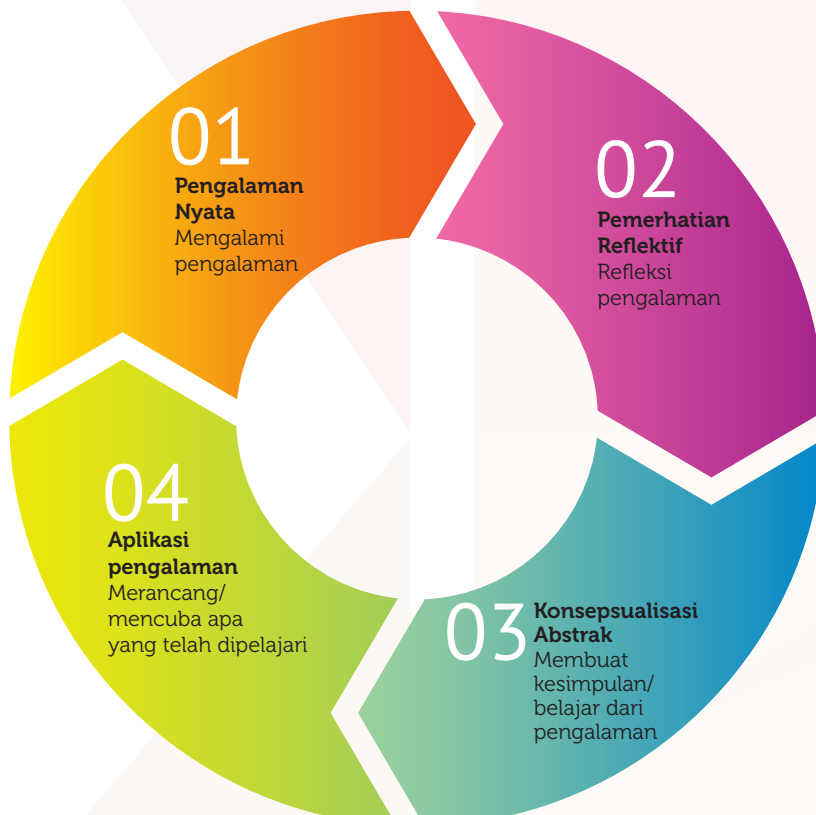 01
Pengalaman
Nyata
Mengalami
pengalaman
02
Pemerhatian
Reflektif
Refleksi
pengalaman
03
Konsepsualisasi
Abstrak
Membuat
kesimpulan/
belajar dari
pengalaman
04
Aplikasi
pengalaman
Merancang/
mencuba apa
yang telah dipelajari